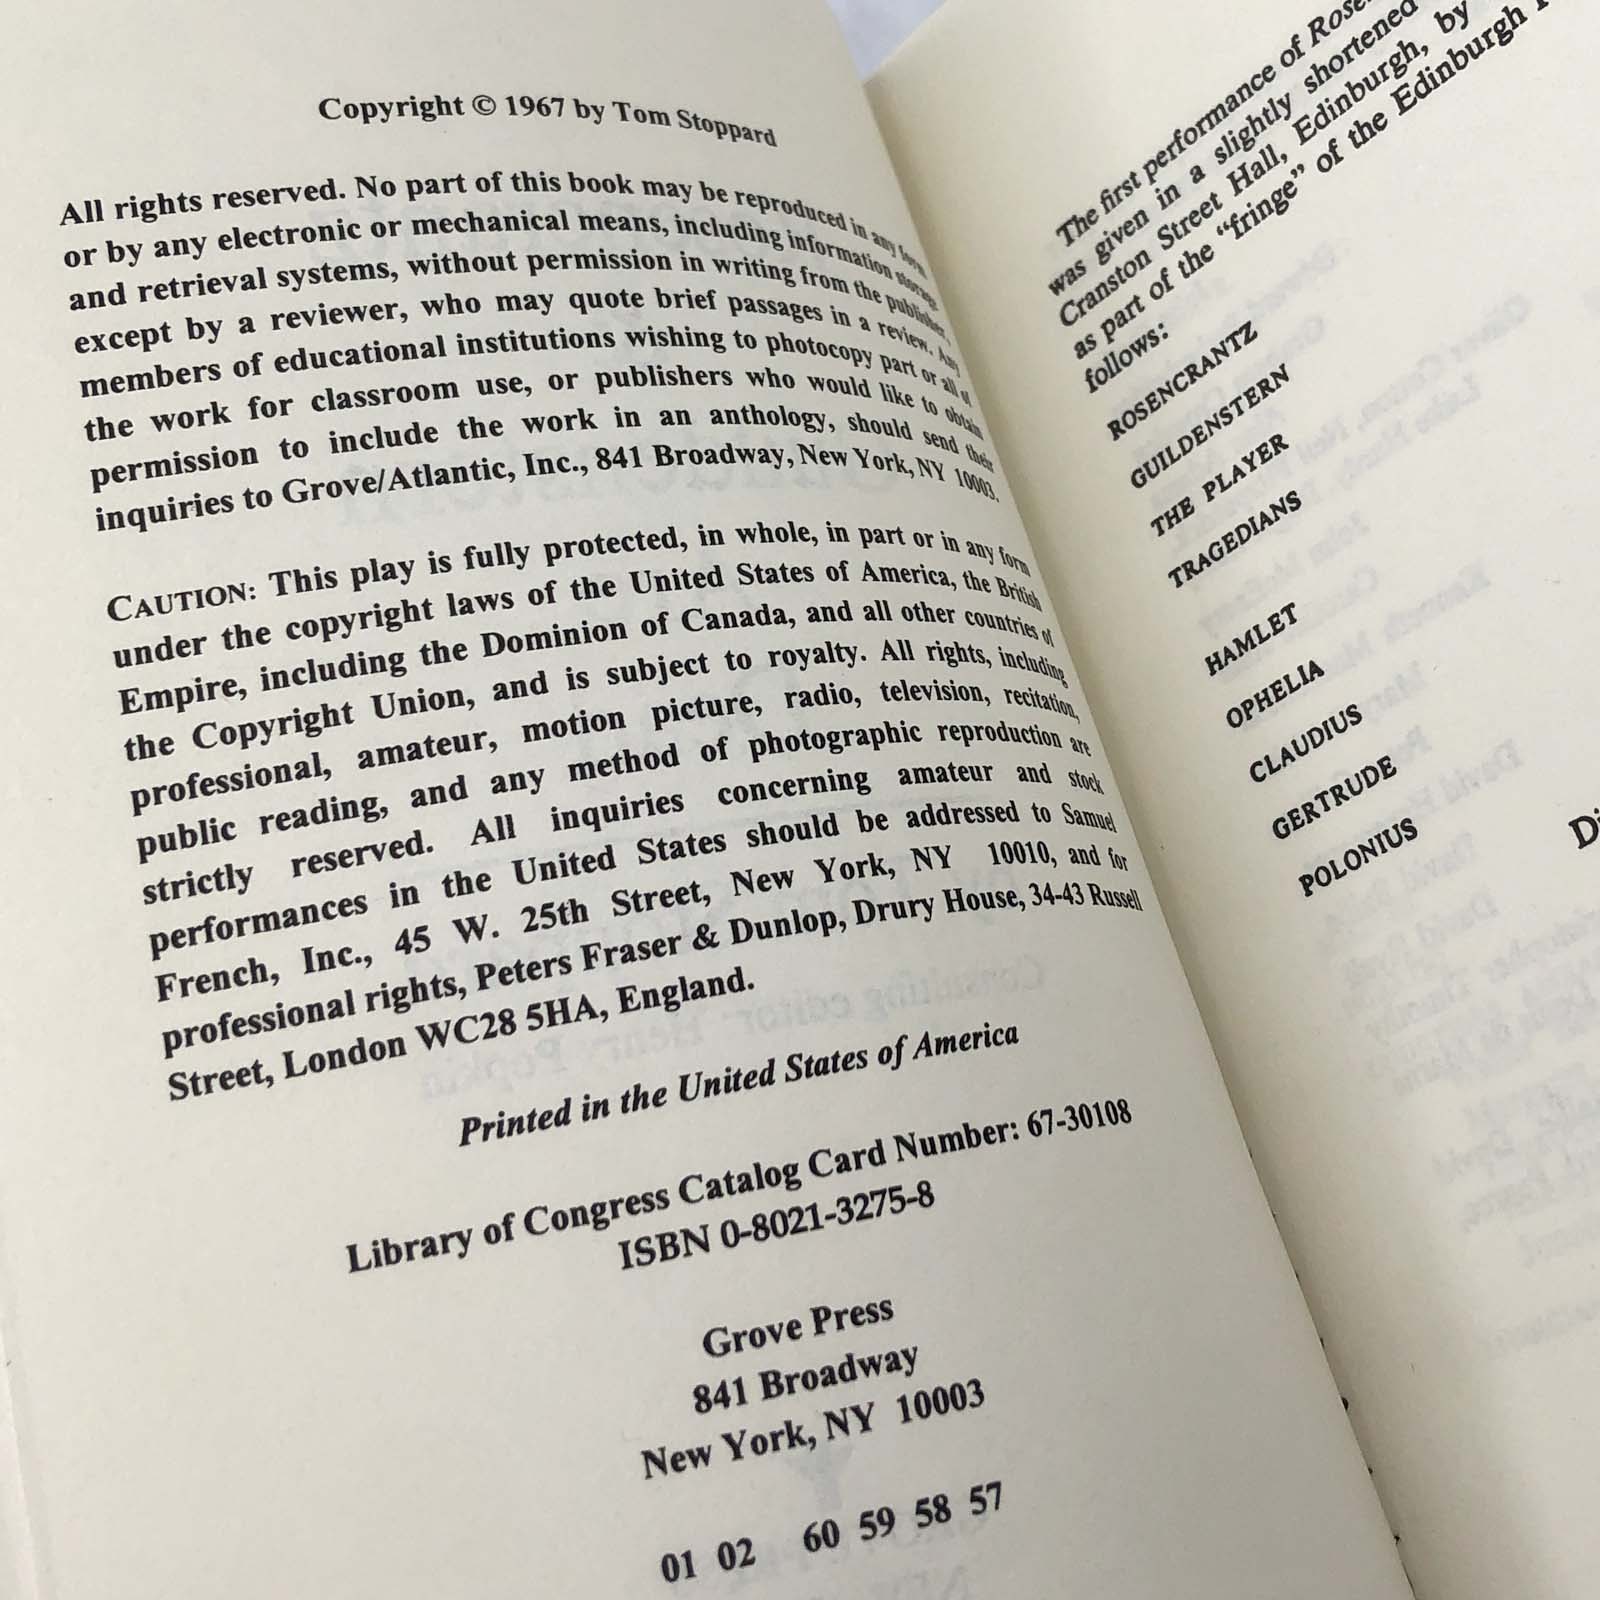 Copyright © 1967 by Tom Stoppard
All rights reserved. No part of this book may be reproduced in any form
or by any electronic or mechanical means, including information storage
and retrieval systems, without permission in writing from the publisher,
except by a reviewer, who may quote brief passages in a review. Any
members of educational institutions wishing to photocopy part or all of
the work for classroom use, or publishers who would like to obtain
permission to include the work in an anthology, should send their
inquiries to Grove/Atlantic, Inc., 841 Broadway, New York, NY 10003.
CAUTION: This play is fully protected, in whole, in part or in any form
under the copyright laws of the United States of America, the British
Empire, including the Dominion of Canada, and all other countries of
the Copyright Union, and is subject to royalty. All rights, including
professional, amateur, motion picture, radio, television, recitation,
public reading, and any method of photographic reproduction are
strictly reserved. All inquiries concerning amateur and stock
performances in the United States should be addressed to Samuel
French, Inc., 45 W. 25th Street, New York, NY 10010, and for
professional rights, Peters Fraser & Dunlop, Drury House, 34-43 Russell
Street, London WC28 5HA, England.
Printed in the United States of America
Library of Congress Catalog Card Number: 67-30108
ISBN 0-8021-3275-8
Grove Press
841 Broadway
New York, NY 10003
01 02 60 59 58 57
The first performance of
was given in a slightly shortened
Cranston Street Hall, Edinburgh, by
as part of the "fringe" of the Edinburgh
follows:
ROSENCRANTZ
GUILDENSTERN
THE PLAYER
TRAGEDIANS
HAMLET
OPHELIA
CLAUDIUS
GERTRUDE
POLONIUS